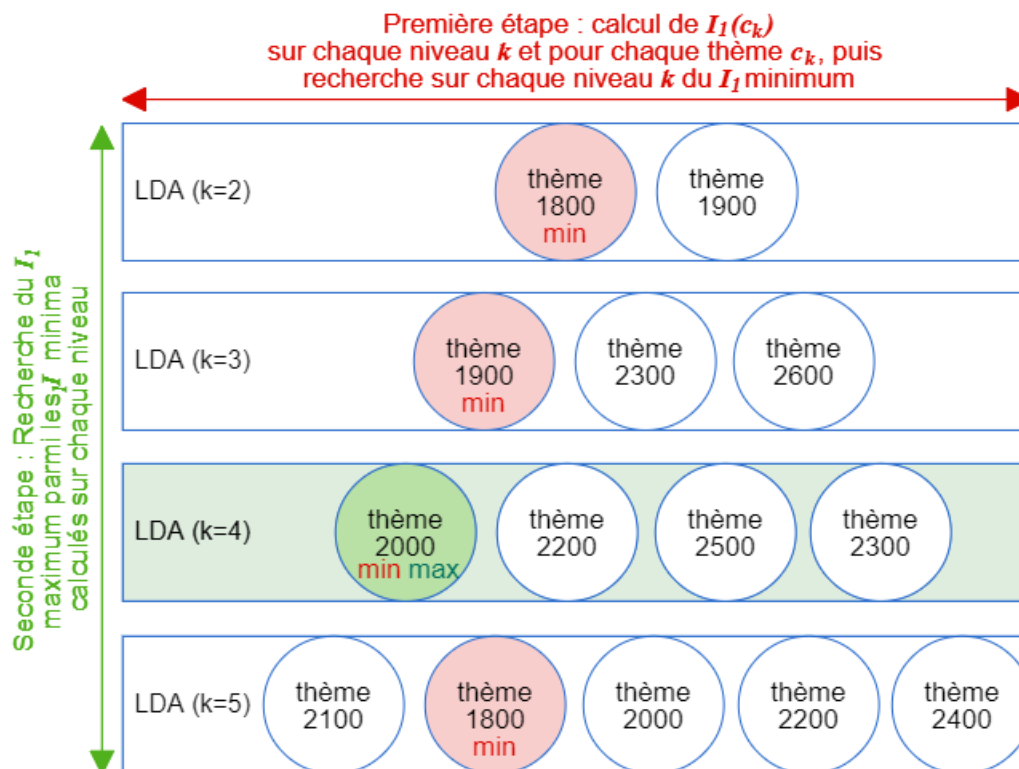 Première étape : calcul de I₁(cₖ)
sur chaque niveau k et pour chaque thème cₖ, puis
recherche sur chaque niveau k du I₁ minimum
Seconde étape : Recherche du I₁
maximum parmi les I₁ minima
calculés sur chaque niveau
LDA (k=2)
thème
1800
min
thème
1900
LDA (k=3)
thème
1900
min
thème
2300
thème
2600
LDA (k=4)
thème
2000
min max
thème
2200
thème
2500
thème
2300
LDA (k=5)
thème
2100
thème
1800
min
thème
2000
thème
2200
thème
2400